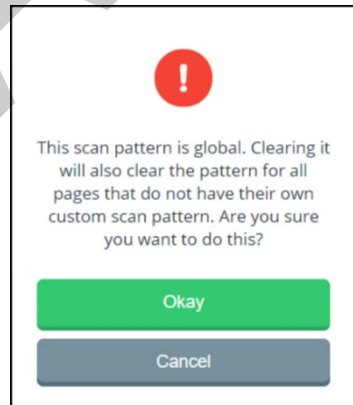 !
This scan pattern is global. Clearing it
will also clear the pattern for all
pages that do not have their own
custom scan pattern. Are you sure
you want to do this?
Okay
Cancel